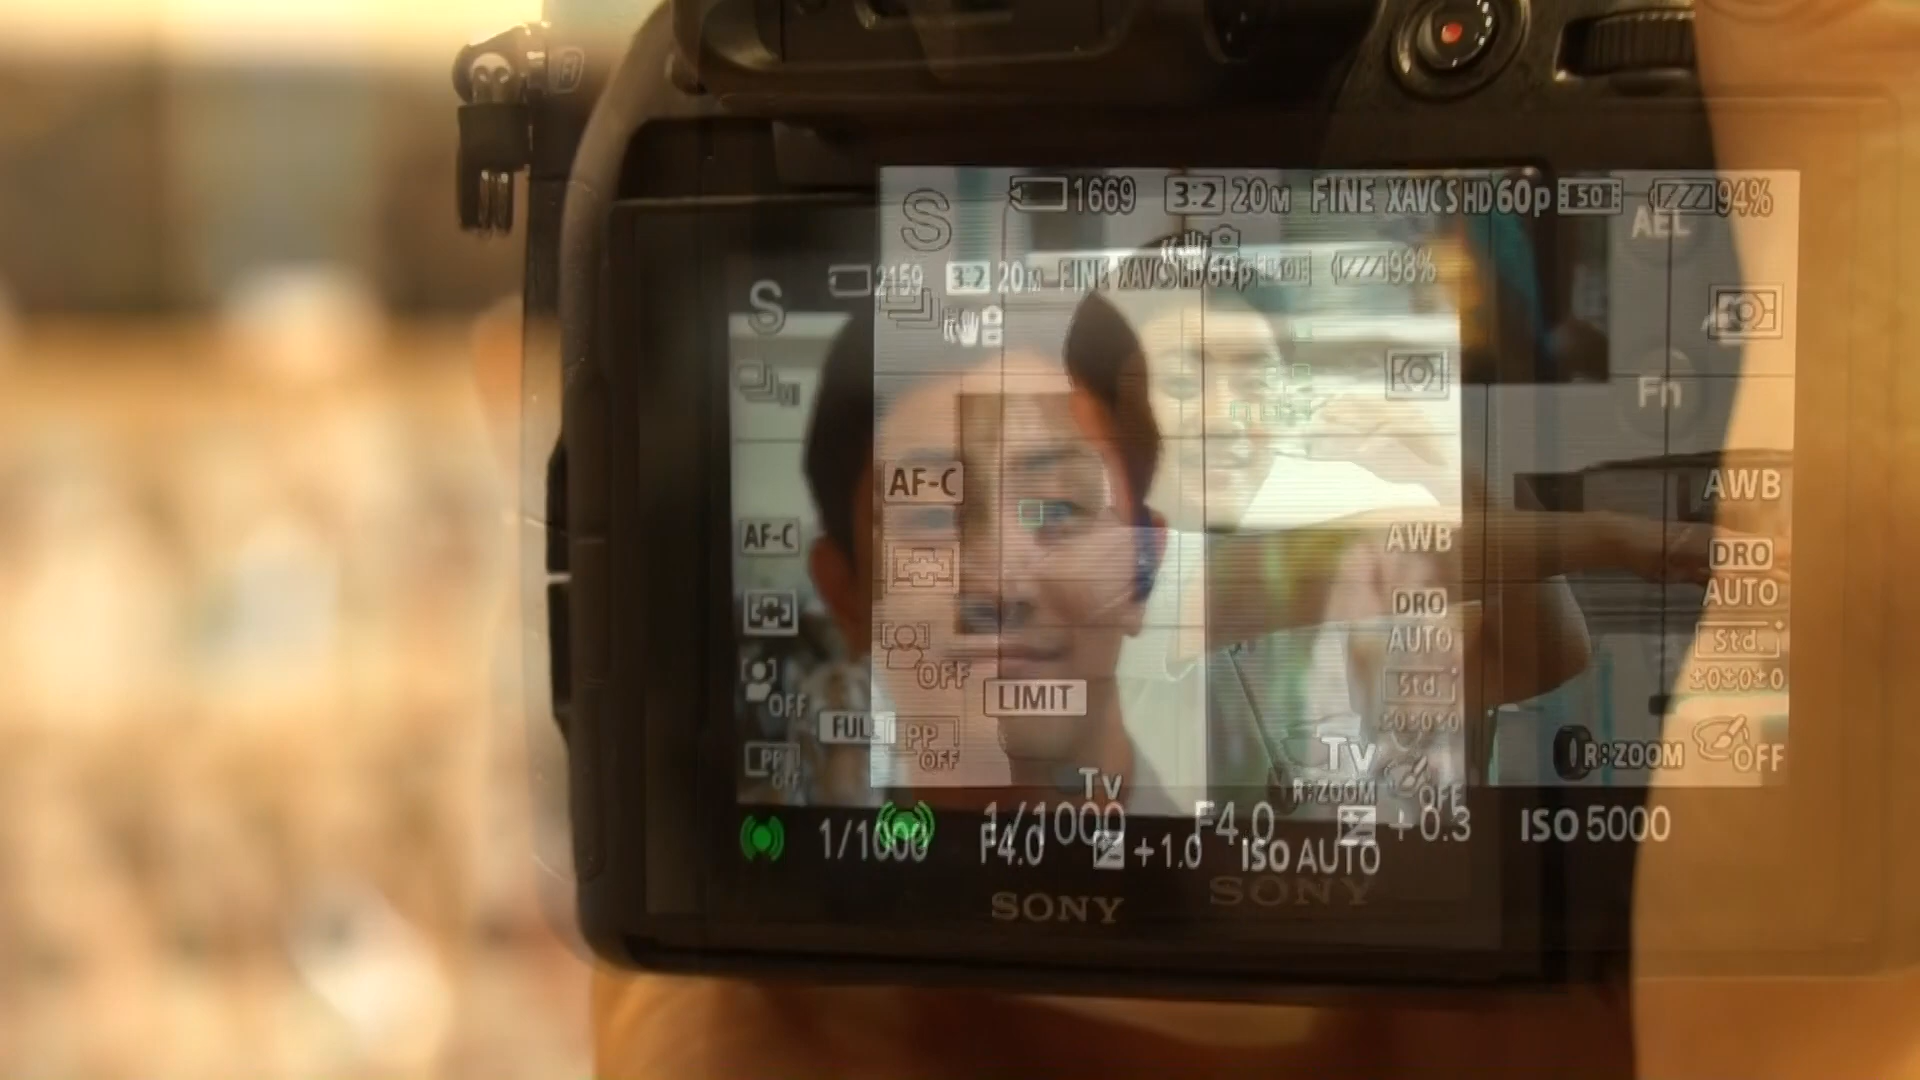 S 1669 3:2 20M FINE XAVC S HD 60p 50 94%
AEL
S 2159 3:2 20M FINE XAVC S HD 60p 98%
Fn
AF-C AWB
AF-C AWB
DRO
AUTO
DRO
AUTO
Std.
±0±0±0
OFF
Std.
±0±0±0
OFF LIMIT
FULL
PP
OFF
R:ZOOM OFF
PP
OFF
Tv
Tv
R:ZOOM OFF
1/1000 F4.0 +0.3 ISO 5000
1/1000 F4.0 +1.0 ISO AUTO
SONY
SONY